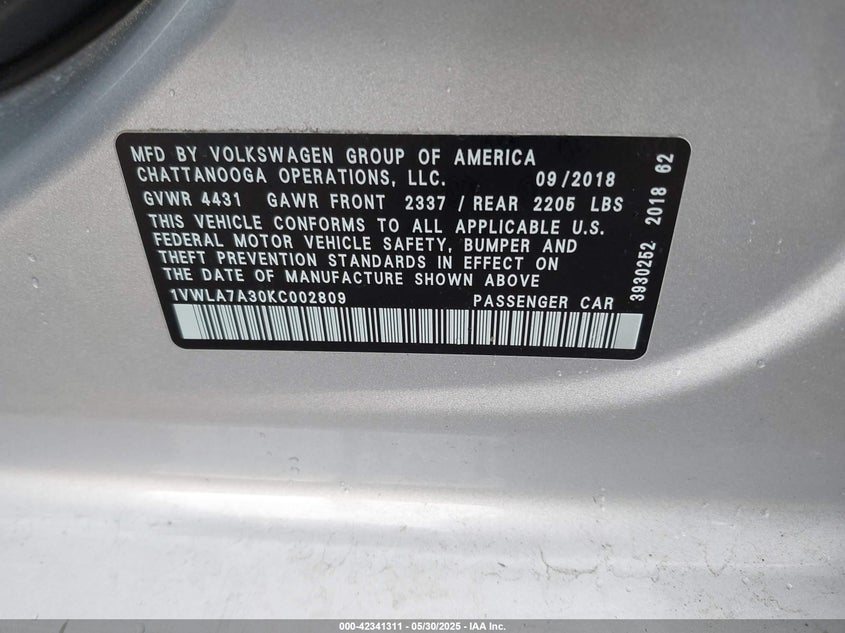 MFD BY VOLKSWAGEN GROUP OF AMERICA
CHATTANOOGA OPERATIONS, LLC. 09/2018
GVWR 4431 GAWR FRONT 2337 / REAR 2205 LBS
THIS VEHICLE CONFORMS TO ALL APPLICABLE U.S.
FEDERAL MOTOR VEHICLE SAFETY, BUMPER AND
THEFT PREVENTION STANDARDS IN EFFECT ON
THE DATE OF MANUFACTURE SHOWN ABOVE
1VWLA7A30KC002809 PASSENGER CAR
3930252 2018 62
000-42341311 — 05/30/2025 — IAA Inc.